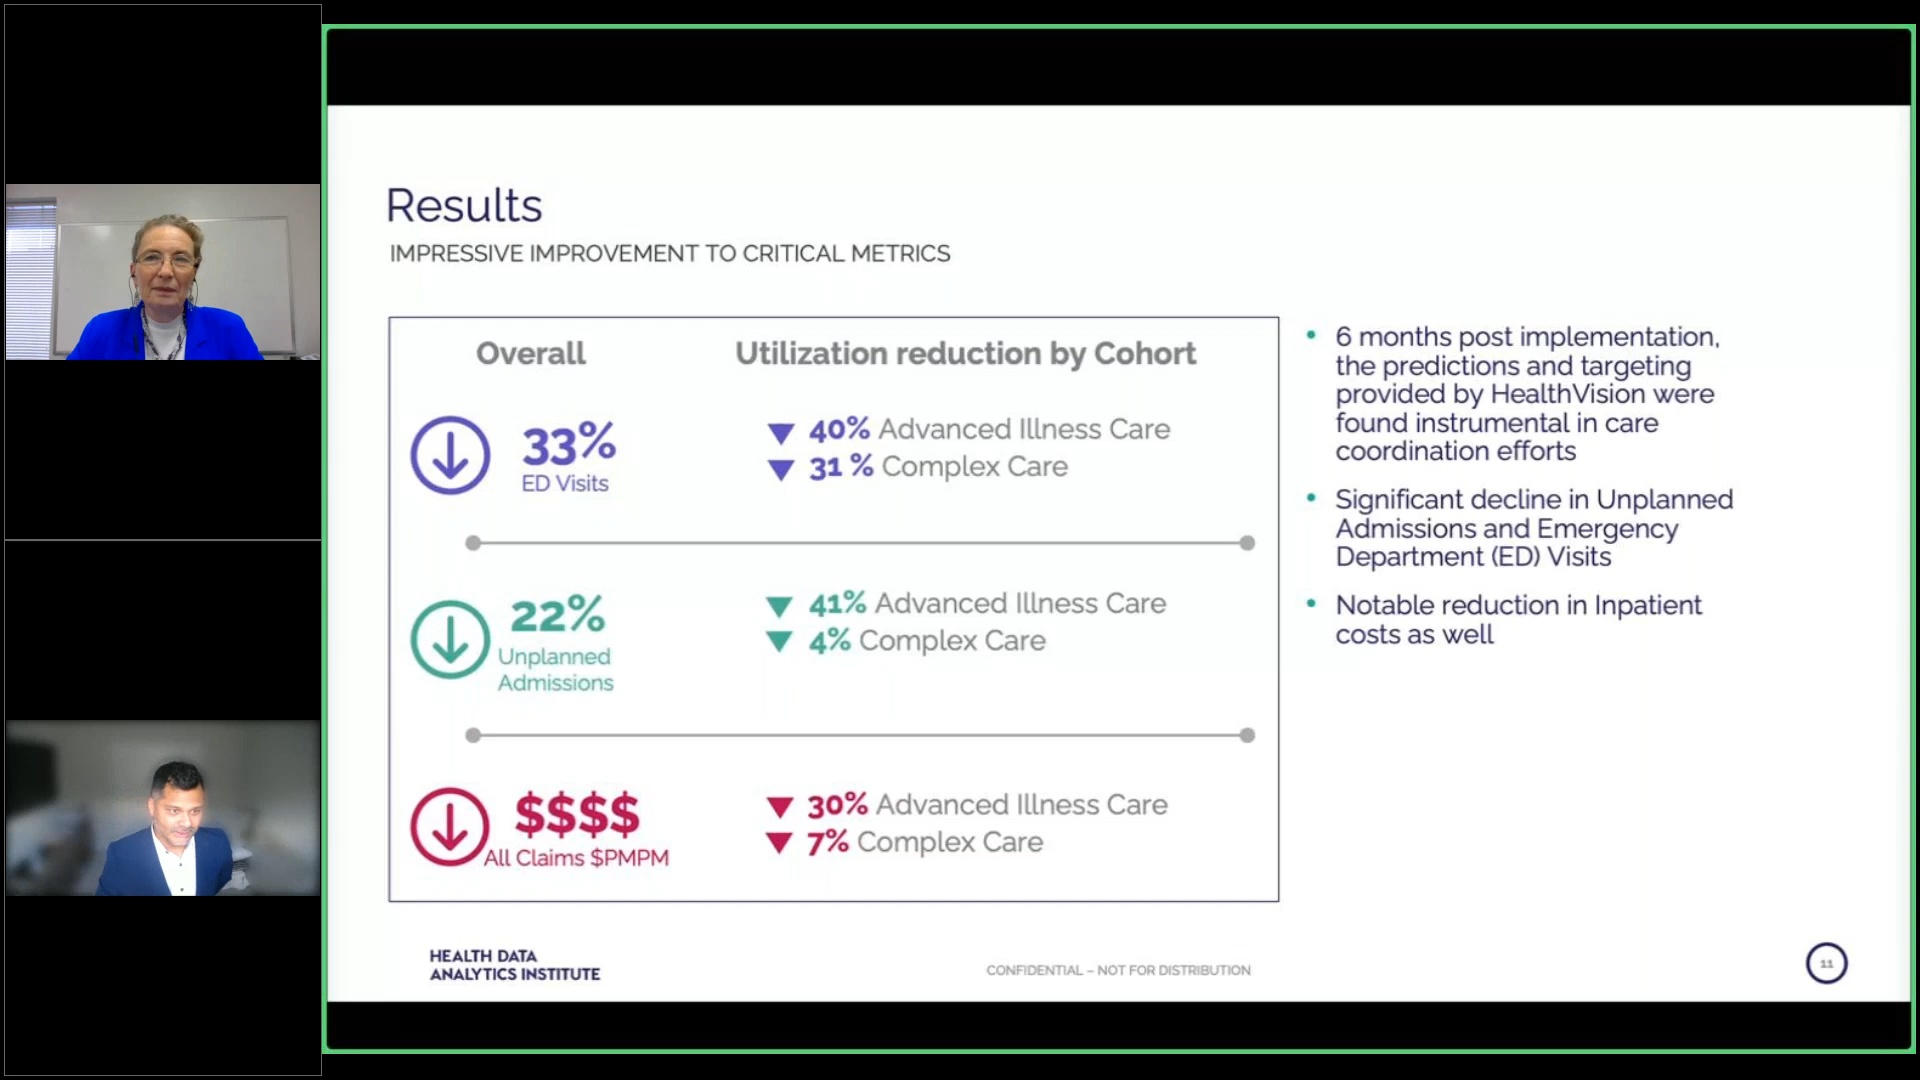 Results
IMPRESSIVE IMPROVEMENT TO CRITICAL METRICS
Overall
Utilization reduction by Cohort
33%
ED Visits
40% Advanced Illness Care
31 % Complex Care
22%
Unplanned
Admissions
41% Advanced Illness Care
4% Complex Care
$$$$
All Claims $PMPM
30% Advanced Illness Care
7% Complex Care
• 6 months post implementation,
the predictions and targeting
provided by HealthVision were
found instrumental in care
coordination efforts
• Significant decline in Unplanned
Admissions and Emergency
Department (ED) Visits
• Notable reduction in Inpatient
costs as well
HEALTH DATA
ANALYTICS INSTITUTE
CONFIDENTIAL – NOT FOR DISTRIBUTION
11